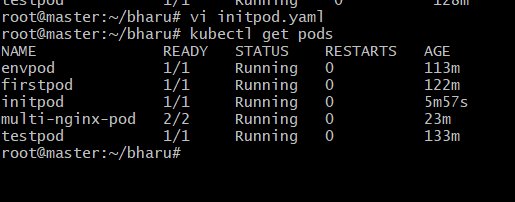 testpod 1/1 Running 0 128m
root@master:~/bharu# vi initpod.yaml
root@master:~/bharu# kubectl get pods
NAME READY STATUS RESTARTS AGE
envpod 1/1 Running 0 113m
firstpod 1/1 Running 0 122m
initpod 1/1 Running 0 5m57s
multi-nginx-pod 2/2 Running 0 23m
testpod 1/1 Running 0 133m
root@master:~/bharu#